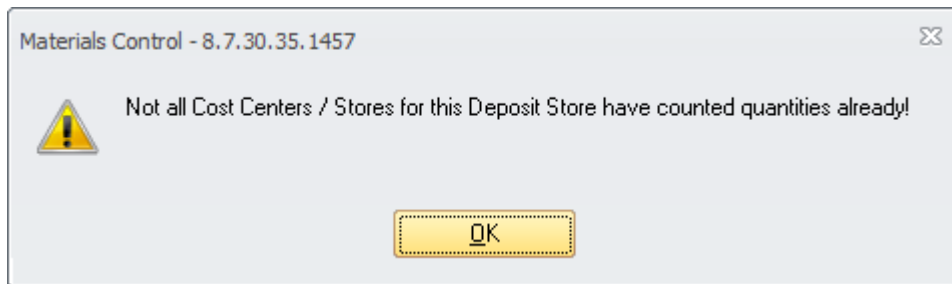 Materials Control - 8.7.30.35.1457
Not all Cost Centers / Stores for this Deposit Store have counted quantities already!
OK